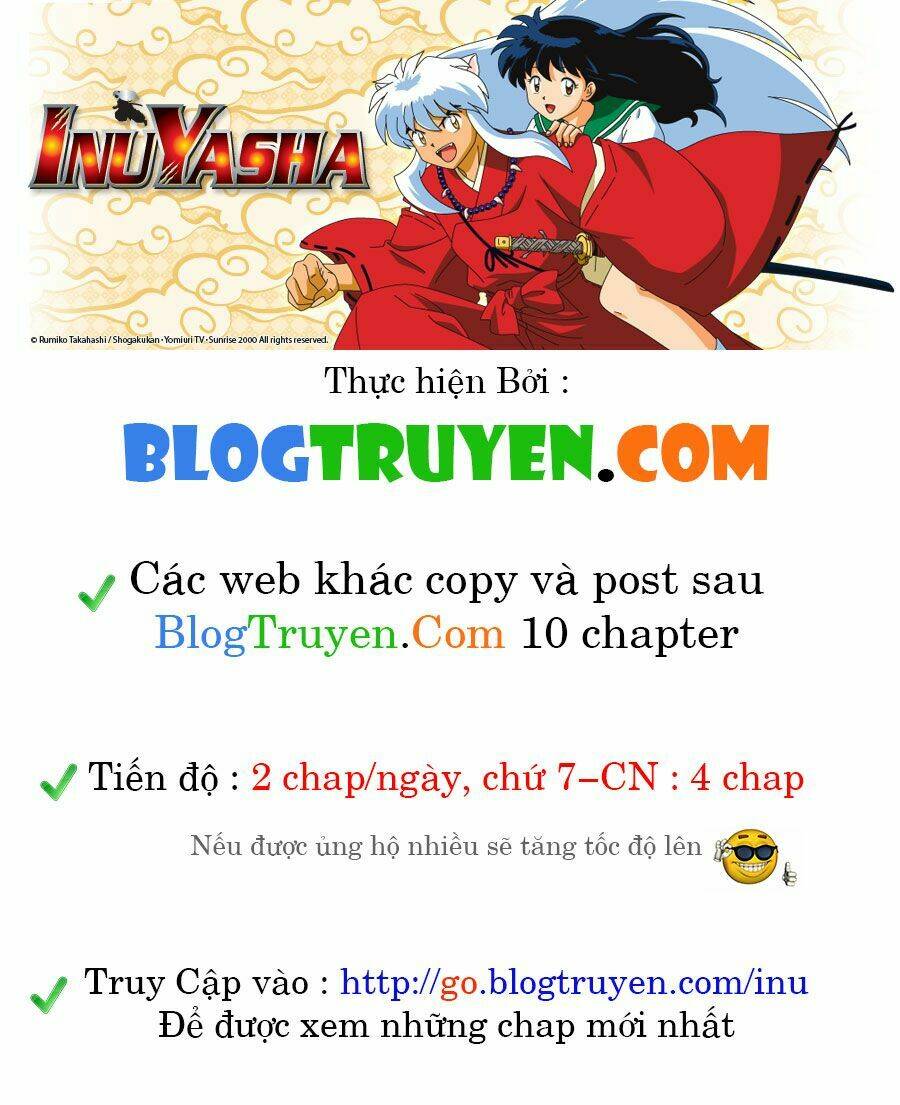 INUYASHA
© Rumiko Takahashi / Shogakukan • Yomiuri TV • Sunrise 2000 All rights reserved.
Thực hiện Bởi :
BLOGTRUYEN.COM
Các web khác copy và post sau
BlogTruyen.Com 10 chapter
Tiến độ : 2 chap/ngày, chứ 7-CN : 4 chap
Nếu được ủng hộ nhiều sẽ tăng tốc độ lên
Truy Cập vào : http://go.blogtruyen.com/inu
Để được xem những chap mới nhất